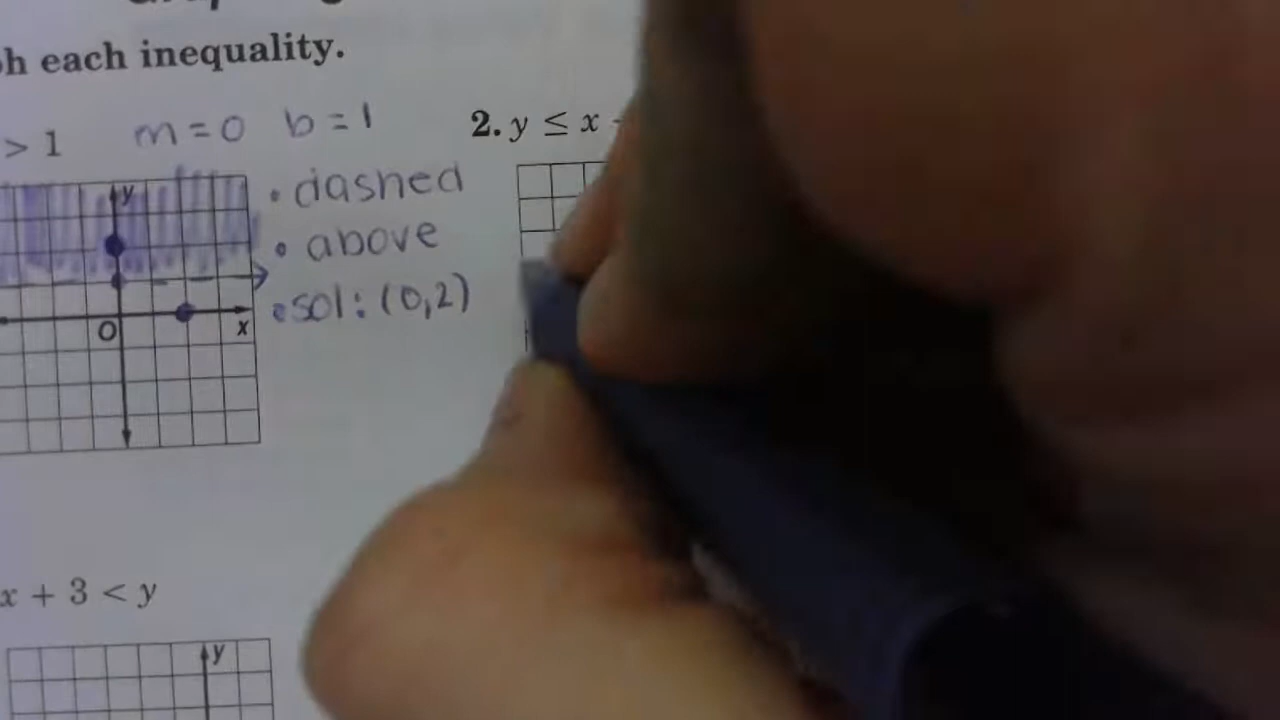 each inequality.
> 1 m = 0 b = 1
• dashed
• above
• sol: (0,2)
y
O
x
2. y ≤ x
x + 3 < y
y